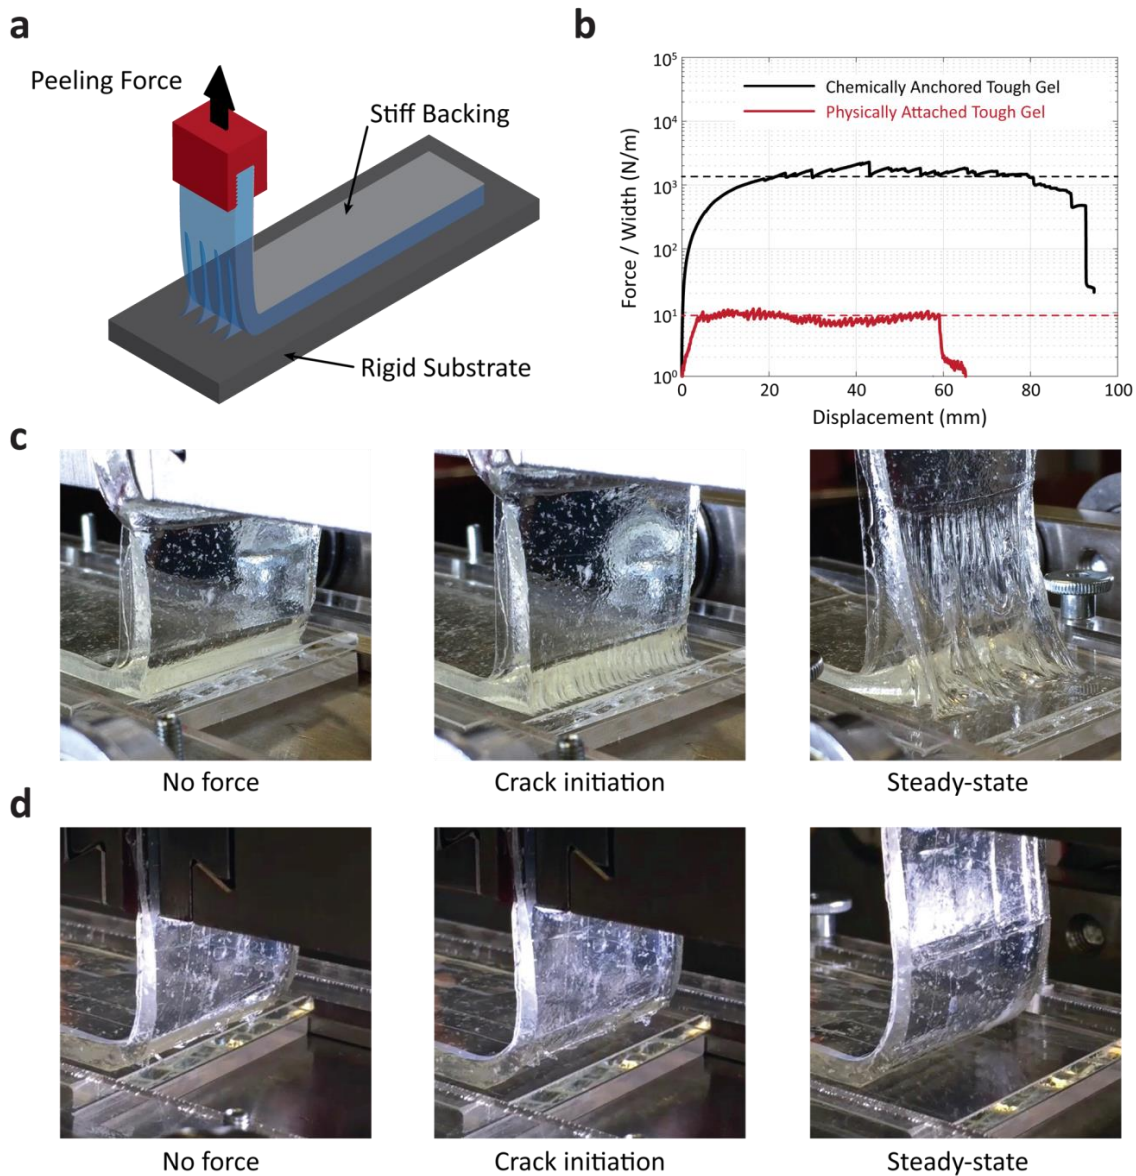 a
Peeling Force
Stiff Backing
Rigid Substrate
b
Force / Width (N/m)
10⁵
10⁴
10³
10²
10¹
10⁰
Chemically Anchored Tough Gel
Physically Attached Tough Gel
0 20 40 60 80 100
Displacement (mm)
c
No force Crack initiation Steady-state
d
No force Crack initiation Steady-state